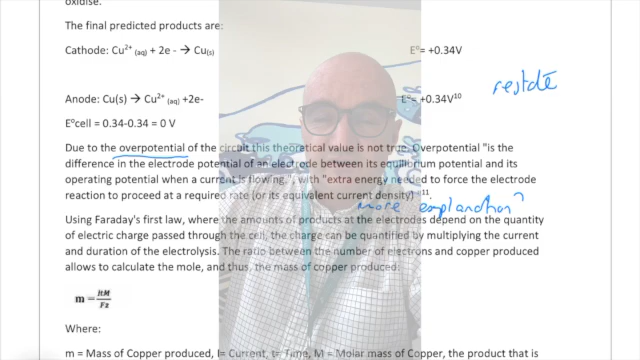 oxidise.
The final predicted products are:
Cathode: Cu²⁺ (aq) + 2e - → Cu(s) E° = +0.34V
restate
Anode: Cu(s) → Cu²⁺ (aq) +2e- E° = +0.34V¹⁰
E°cell = 0.34-0.34 = 0 V
Due to the overpotential of the circuit this theoretical value is not true. Overpotential "is
the difference in the electrode potential of an electrode between its equilibrium potential and its
operating potential when a current is flowing.", with "extra energy needed to force the electrode
reaction to proceed at a required rate (or its equivalent current density)"¹¹.
more explanation?
Using Faraday's first law, where the amounts of products at the electrodes depend on the quantity
of electric charge passed through the cell, the charge can be quantified by multiplying the current
and duration of the electrolysis. The ratio between the number of electrons and copper produced
allows to calculate the mole, and thus, the mass of copper produced:
m = ItM/Fz
Where:
m = Mass of Copper produced, I= Current, t= Time, M = Molar mass of Copper, the product that is